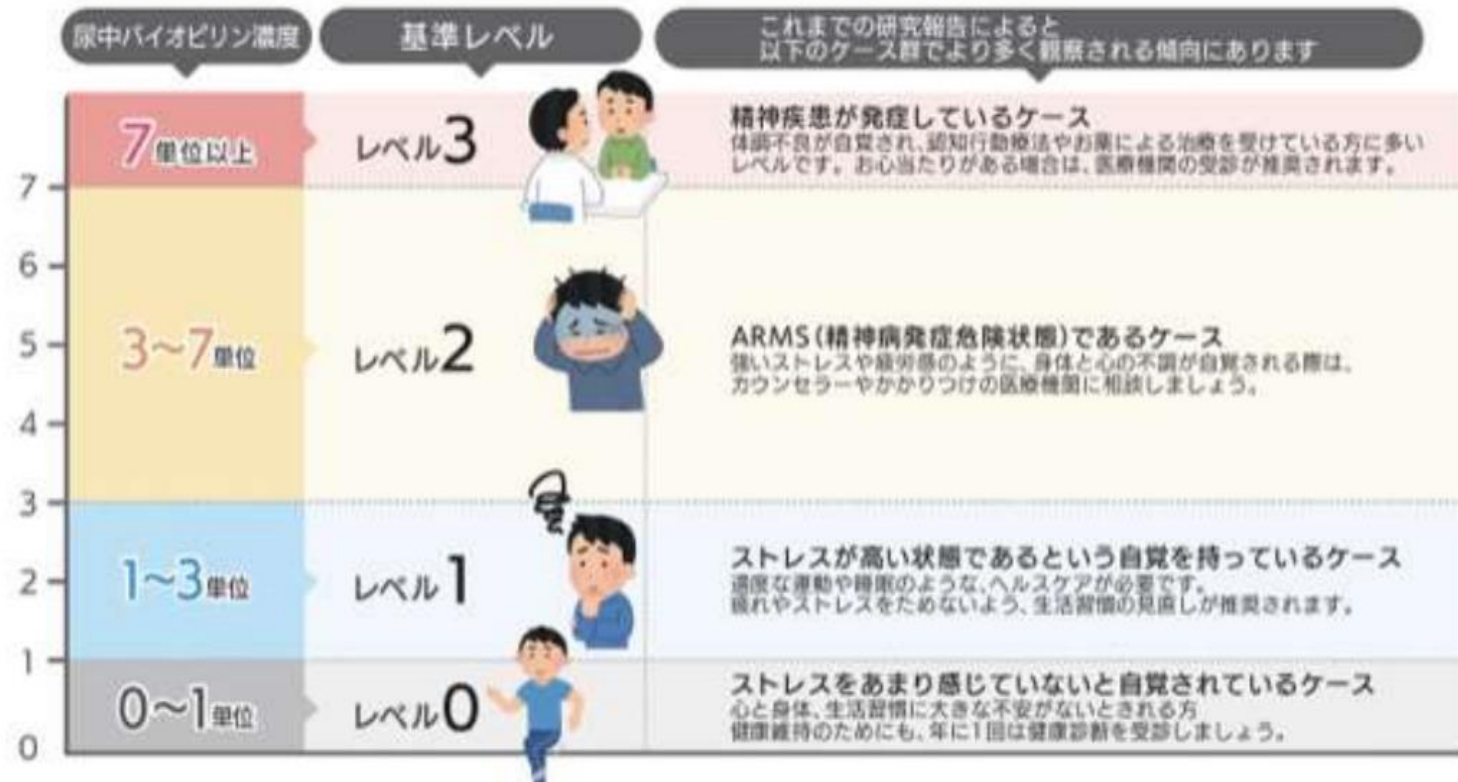 尿中バイオピリン濃度
基準レベル
これまでの研究報告によると
以下のケース群でより多く観察される傾向にあります
7単位以上
レベル3
精神疾患が発症しているケース
体調不良が自覚され、認知行動療法やお薬による治療を受けている方に多い
レベルです。お心当たりがある場合は、医療機関の受診が推奨されます。
7
6
5
4
3〜7単位
レベル2
ARMS(精神病発症危険状態)であるケース
強いストレスや疲労感のように、身体と心の不調が自覚される際は、
カウンセラーやかかりつけの医療機関に相談しましょう。
3
2
1〜3単位
レベル1
ストレスが高い状態であるという自覚を持っているケース
適度な運動や睡眠のような、ヘルスケアが必要です。
疲れやストレスをためないよう、生活習慣の見直しが推奨されます。
1
0〜1単位
レベル0
ストレスをあまり感じていないと自覚されているケース
心と身体、生活習慣に大きな不安がないとされる方
健康維持のためにも、年に1回は健康診断を受診しましょう。
0